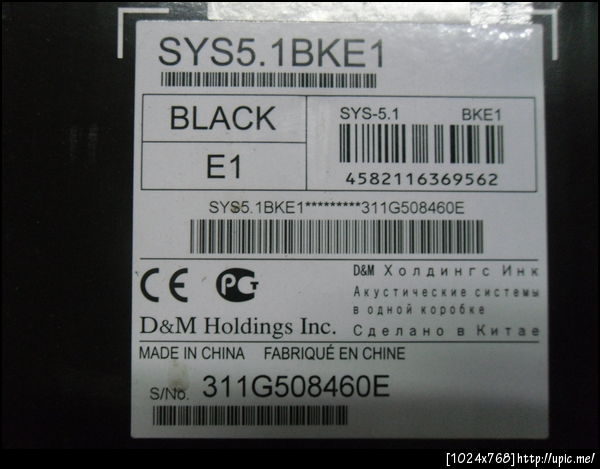 SYS5.1BKE1
BLACK
E1
SYS-5.1 BKE1
4582116369562
SYS5.1BKE1*********311G508460E
CE PG
D&M Холдингс Инк
Акустические системы
в одной коробке
Сделано в Китае
D&M Holdings Inc.
MADE IN CHINA FABRIQUÉ EN CHINE
S/No. 311G508460E
[1024x768]http://upic.me/